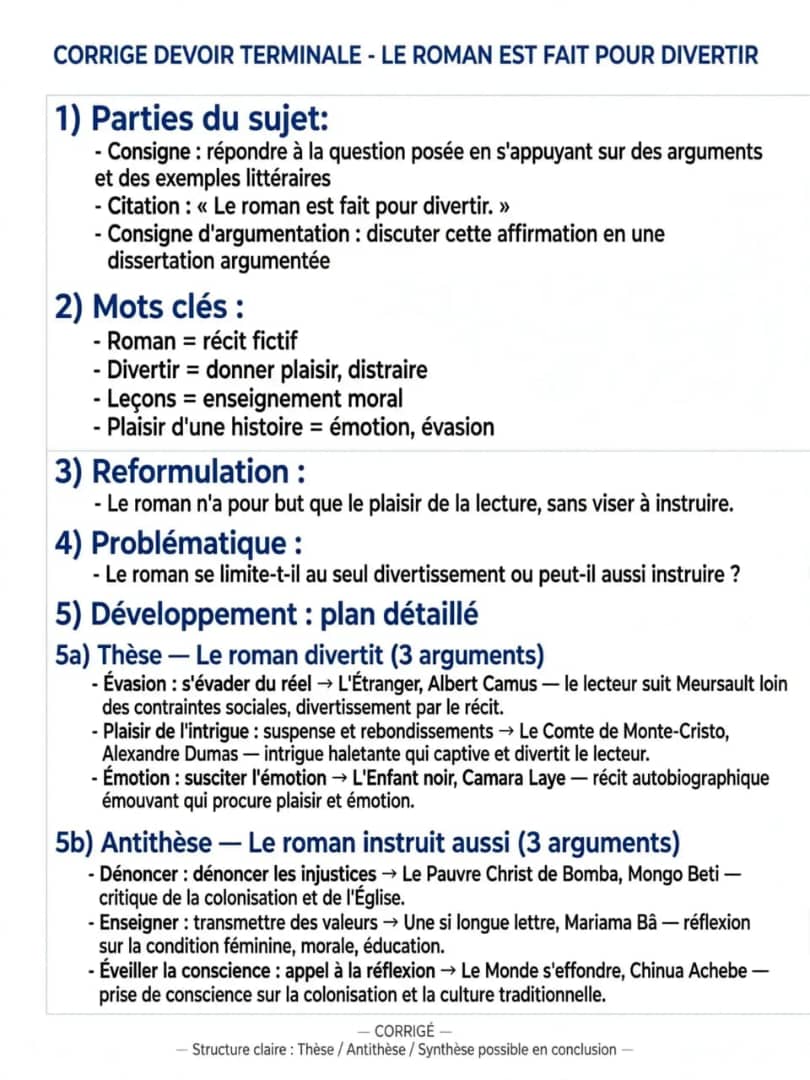 CORRIGE DEVOIR TERMINALE - LE ROMAN EST FAIT POUR DIVERTIR
1) Parties du sujet:
- Consigne : répondre à la question posée en s'appuyant sur des arguments
et des exemples littéraires
- Citation : « Le roman est fait pour divertir. »
- Consigne d'argumentation : discuter cette affirmation en une
dissertation argumentée
2) Mots clés :
- Roman = récit fictif
- Divertir = donner plaisir, distraire
- Leçons = enseignement moral
- Plaisir d'une histoire = émotion, évasion
3) Reformulation :
- Le roman n'a pour but que le plaisir de la lecture, sans viser à instruire.
4) Problématique :
- Le roman se limite-t-il au seul divertissement ou peut-il aussi instruire ?
5) Développement : plan détaillé
5a) Thèse — Le roman divertit (3 arguments)
- Évasion : s'évader du réel → L'Étranger, Albert Camus — le lecteur suit Meursault loin
des contraintes sociales, divertissement par le récit.
- Plaisir de l'intrigue : suspense et rebondissements → Le Comte de Monte-Cristo,
Alexandre Dumas — intrigue haletante qui captive et divertit le lecteur.
- Émotion : susciter l'émotion → L'Enfant noir, Camara Laye — récit autobiographique
émouvant qui procure plaisir et émotion.
5b) Antithèse — Le roman instruit aussi (3 arguments)
- Dénoncer : dénoncer les injustices → Le Pauvre Christ de Bomba, Mongo Beti —
critique de la colonisation et de l'Église.
- Enseigner : transmettre des valeurs → Une si longue lettre, Mariama Bâ — réflexion
sur la condition féminine, morale, éducation.
- Éveiller la conscience : appel à la réflexion → Le Monde s'effondre, Chinua Achebe —
prise de conscience sur la colonisation et la culture traditionnelle.
— CORRIGÉ —
— Structure claire : Thèse / Antithèse / Synthèse possible en conclusion —